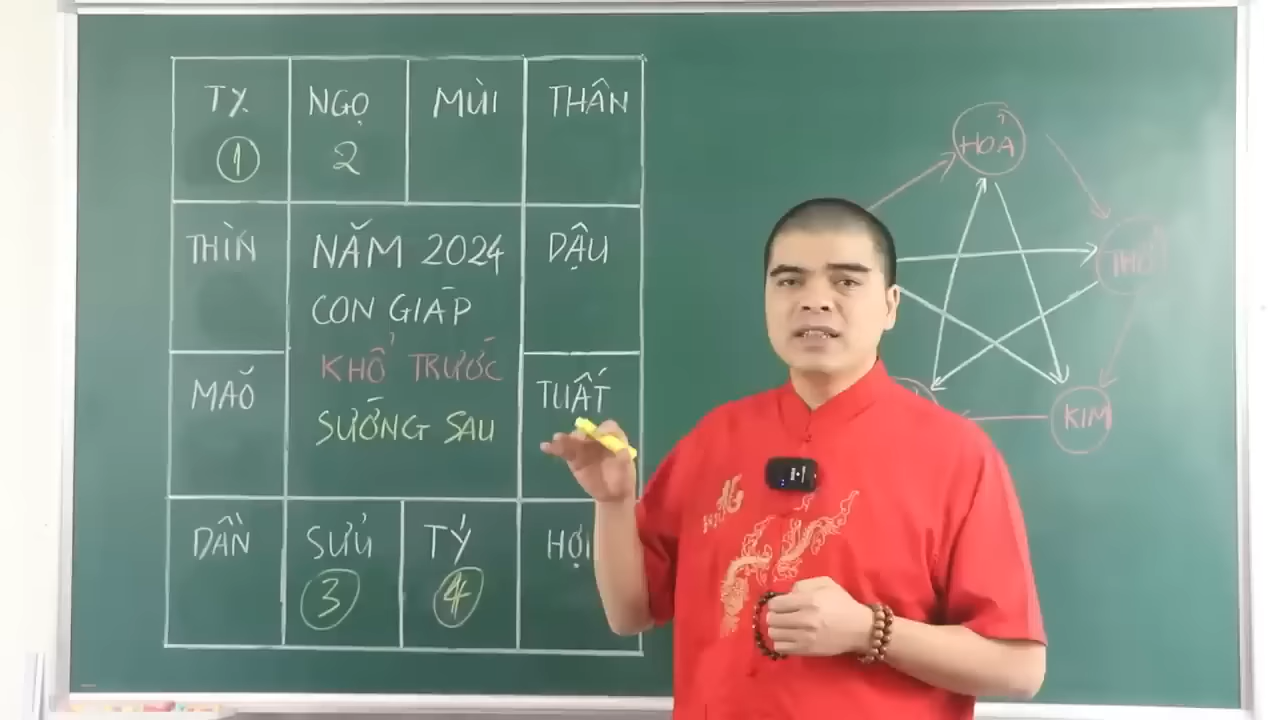 TỴ
①
NGỌ
2
MÙI
THÂN
THÌN
NĂM 2024
CON GIÁP
KHỔ TRƯỚC
SƯỚNG SAU
DẬU
MẠO
TUẤT
DẦN
SỬU
③
TÝ
④
HỢI
HỎA
KIM